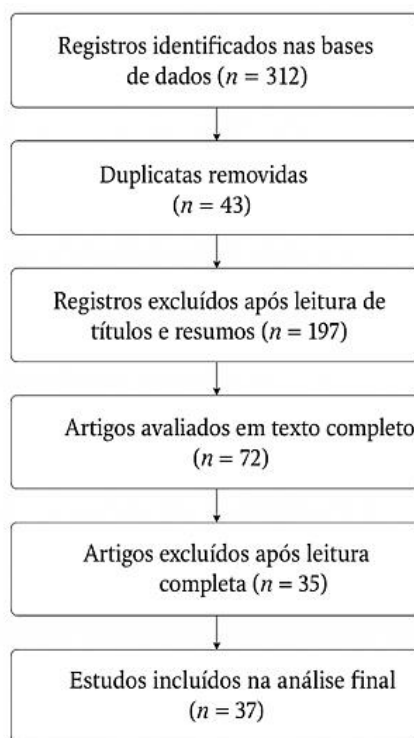 Registros identificados nas bases
de dados (n = 312)
Duplicatas removidas
(n = 43)
Registros excluídos após leitura de
títulos e resumos (n = 197)
Artigos avaliados em texto completo
(n = 72)
Artigos excluídos após leitura
completa (n = 35)
Estudos incluídos na análise final
(n = 37)